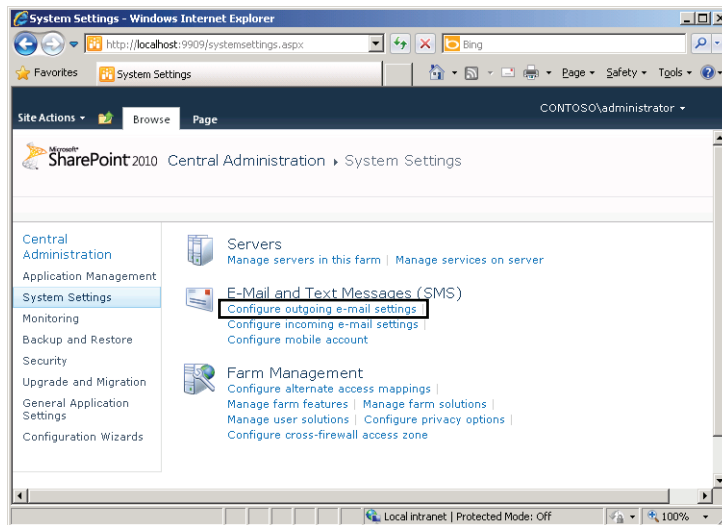 System Settings - Windows Internet Explorer
http://localhost:9909/systemsettings.aspx
Bing
Favorites
System Settings
Page
Safety
Tools
CONTOSO\administrator
Site Actions
Browse
Page
Microsoft
SharePoint 2010
Central Administration
System Settings
Central
Administration
Application Management
System Settings
Monitoring
Backup and Restore
Security
Upgrade and Migration
General Application
Settings
Configuration Wizards
Servers
Manage servers in this farm | Manage services on server
E-Mail and Text Messages (SMS)
Configure outgoing e-mail settings |
Configure incoming e-mail settings |
Configure mobile account
Farm Management
Configure alternate access mappings |
Manage farm features | Manage farm solutions |
Manage user solutions | Configure privacy options |
Configure cross-firewall access zone
Local intranet | Protected Mode: Off
100%